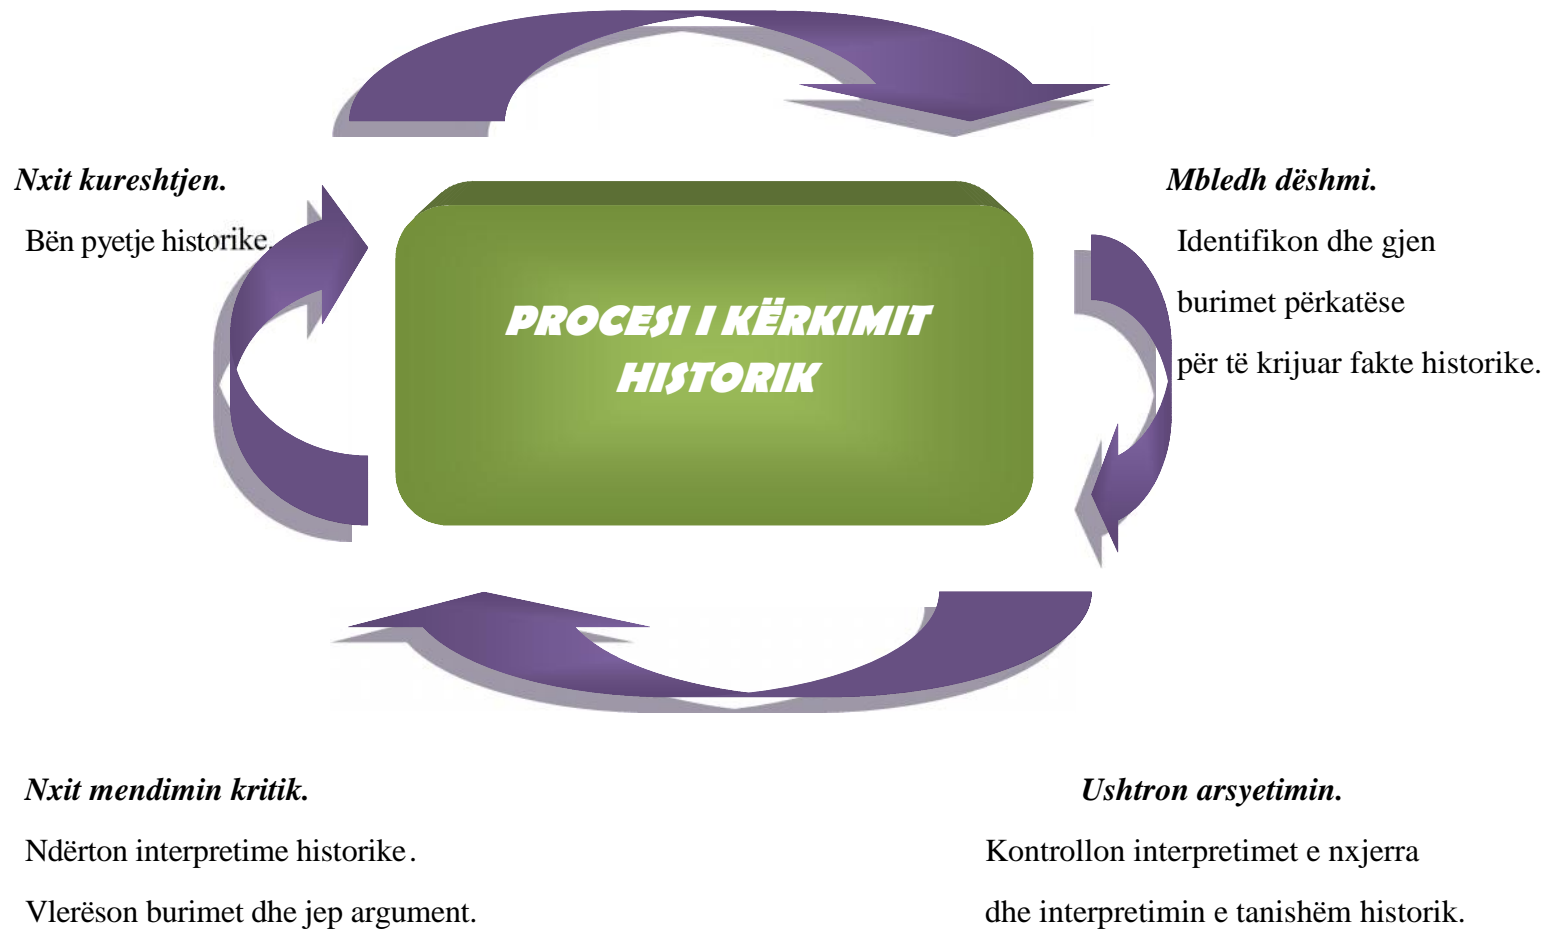 Nxit kureshtjen.
Bën pyetje historike.
Mbledh dëshmi.
Identifikon dhe gjen
burimet përkatëse
për të krijuar fakte historike.
PROCESI I KËRKIMIT
HISTORIK
Nxit mendimin kritik.
Ndërton interpretime historike.
Vlerëson burimet dhe jep argument.
Ushtron arsyetimin.
Kontrollon interpretimet e nxjerra
dhe interpretimin e tanishëm historik.